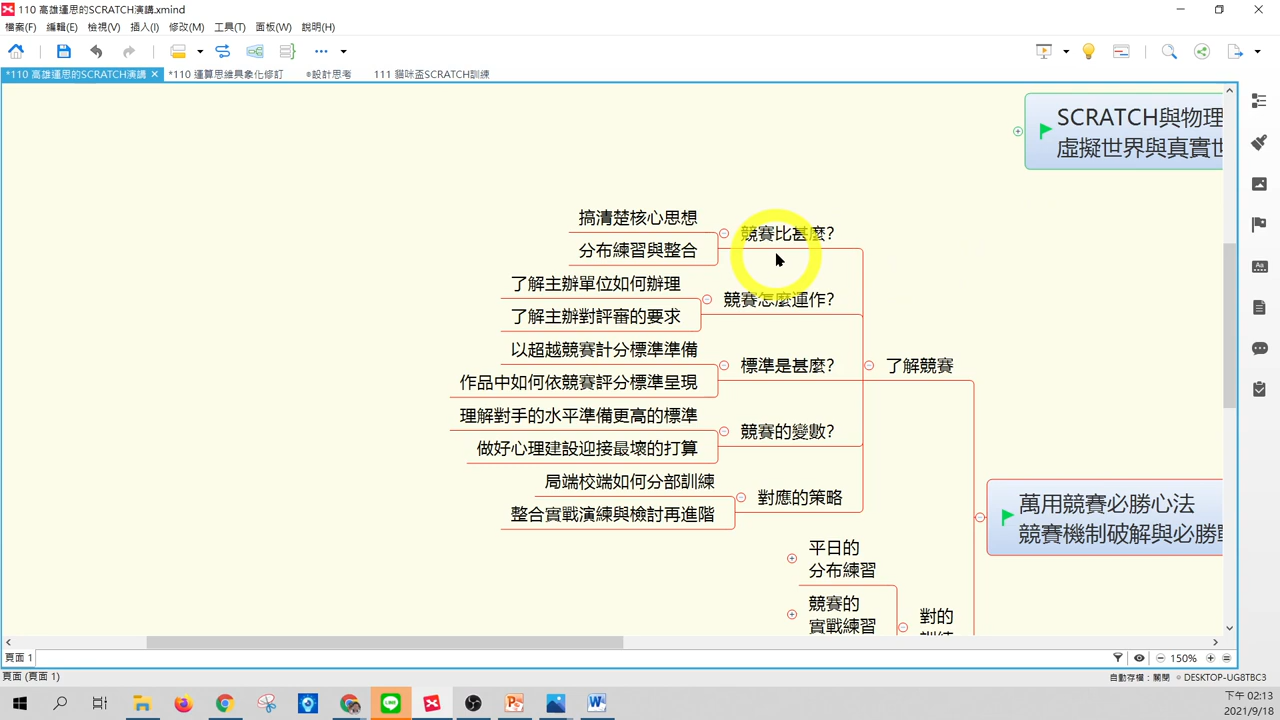 110 高雄運思的SCRATCH演講.xmind
檔案(F) 編輯(E) 檢視(V) 插入(I) 修改(M) 工具(T) 面板(W) 說明(H)
*110 高雄運思的SCRATCH演講 *110 運算思維具象化修訂 設計思考 111 貓咪盃SCRATCH訓練
SCRATCH與物理
虛擬世界與真實世
搞清楚核心思想
競賽比甚麼?
分布練習與整合
了解主辦單位如何辦理
競賽怎麼運作?
了解主辦對評審的要求
以超越競賽計分標準準備
標準是甚麼?
了解競賽
作品中如何依競賽評分標準呈現
理解對手的水平準備更高的標準
競賽的變數?
做好心理建設迎接最壞的打算
局端校端如何分部訓練
對應的策略
整合實戰演練與檢討再進階
萬用競賽必勝心法
競賽機制破解與必勝
平日的
分布練習
競賽的
實戰練習
對的
頁面 1
150%
頁面 (頁面 1)
自動存檔：關閉 DESKTOP-UG8TBC3
下午 02:13
2021/9/18